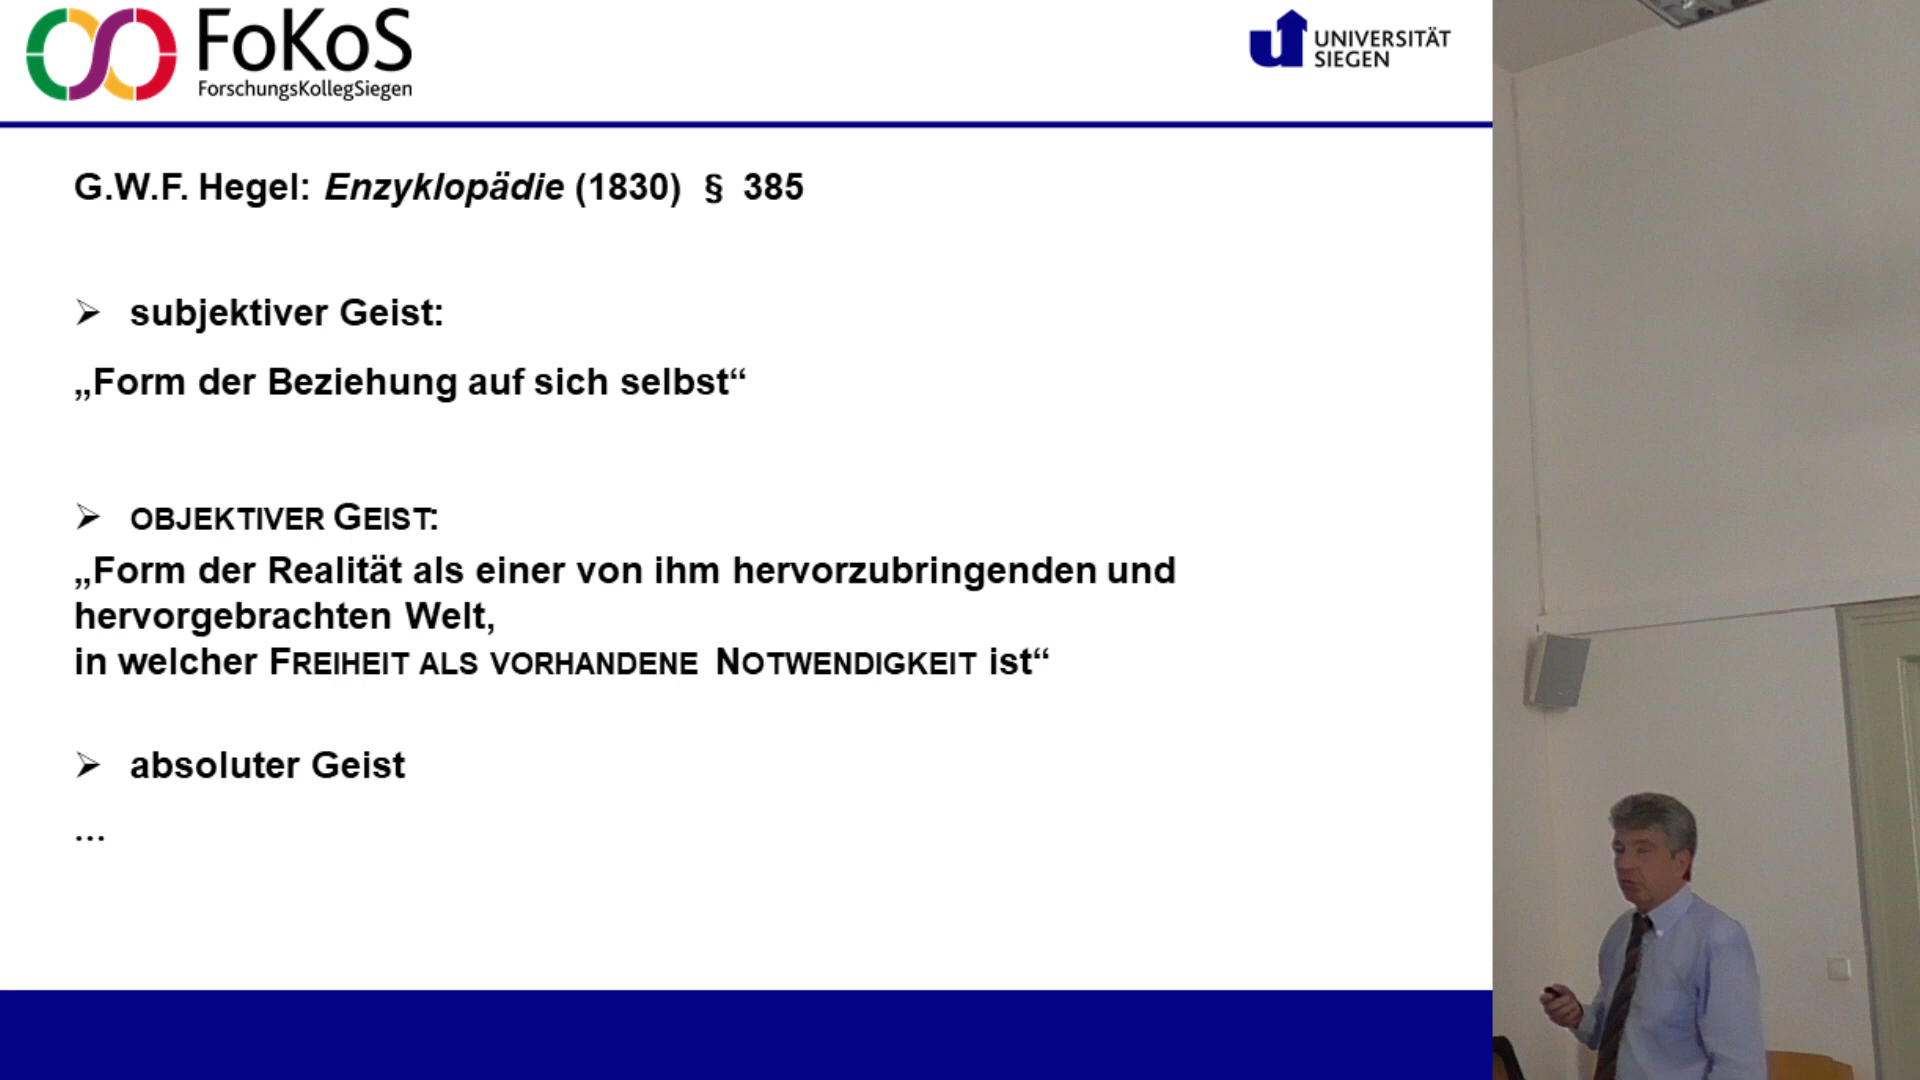 FoKoS
ForschungsKollegSiegen
UNIVERSITÄT
SIEGEN
G.W.F. Hegel: Enzyklopädie (1830) § 385
➢ subjektiver Geist:
„Form der Beziehung auf sich selbst“
➢ OBJEKTIVER GEIST:
„Form der Realität als einer von ihm hervorzubringenden und
hervorgebrachten Welt,
in welcher FREIHEIT ALS VORHANDENE NOTWENDIGKEIT ist“
➢ absoluter Geist
...